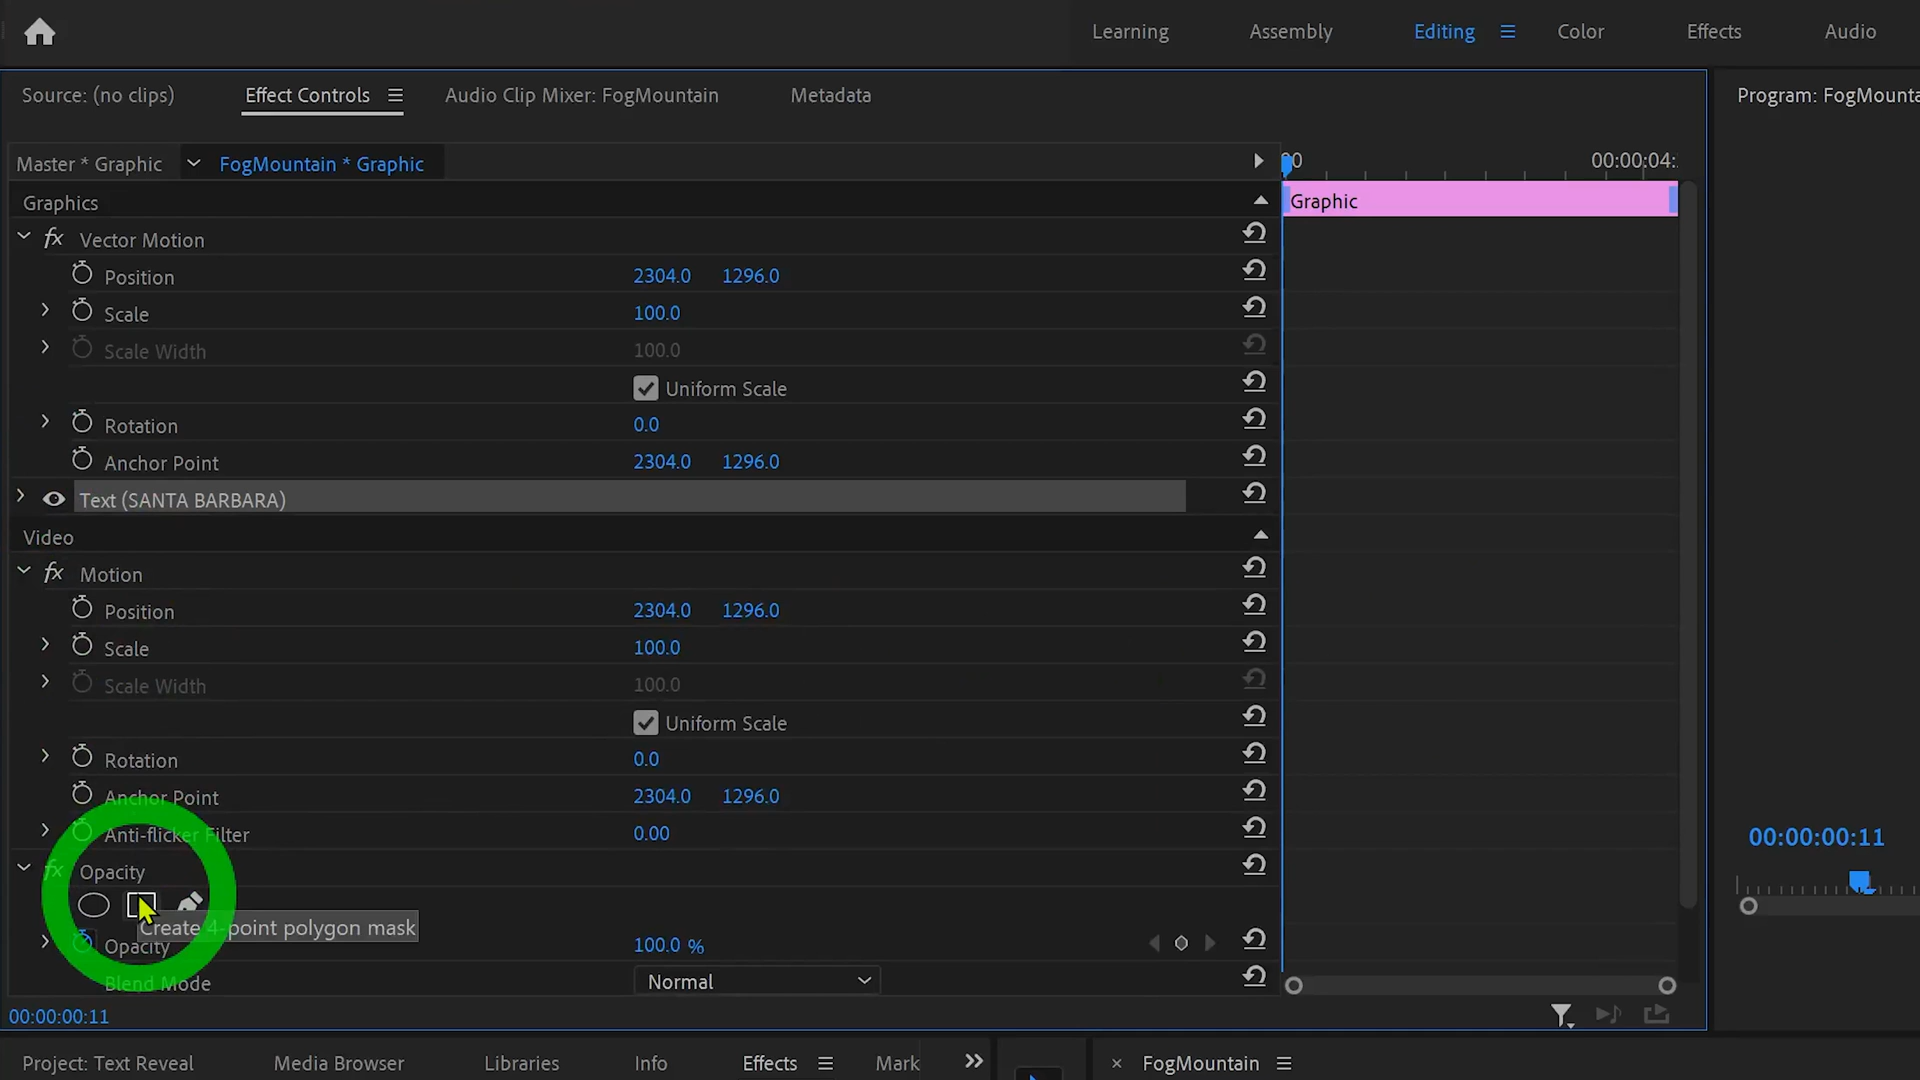 Learning Assembly Editing Color Effects Audio
Source: (no clips) Effect Controls Audio Clip Mixer: FogMountain Metadata Program: FogMounta
Master * Graphic FogMountain * Graphic 00 00:00:04:
Graphics Graphic
fx Vector Motion
Position 2304.0 1296.0
Scale 100.0
Scale Width 100.0
Uniform Scale
Rotation 0.0
Anchor Point 2304.0 1296.0
Text (SANTA BARBARA)
Video
fx Motion
Position 2304.0 1296.0
Scale 100.0
Scale Width 100.0
Uniform Scale
Rotation 0.0
Anchor Point 2304.0 1296.0
Anti-flicker Filter 0.00
00:00:00:11
fx Opacity
Create 4-point polygon mask
Opacity 100.0 %
Blend Mode Normal
00:00:00:11
Project: Text Reveal Media Browser Libraries Info Effects Mark FogMountain